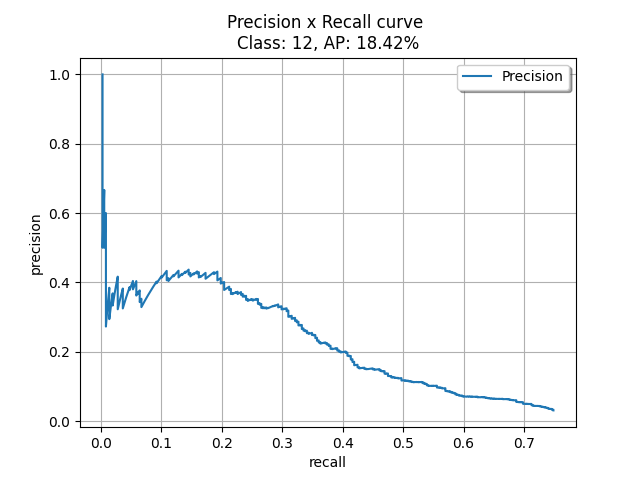 Precision x Recall curve
Class: 12, AP: 18.42%
Precision
1.0
0.8
0.6
0.4
0.2
0.0
precision
0.0 0.1 0.2 0.3 0.4 0.5 0.6 0.7
recall